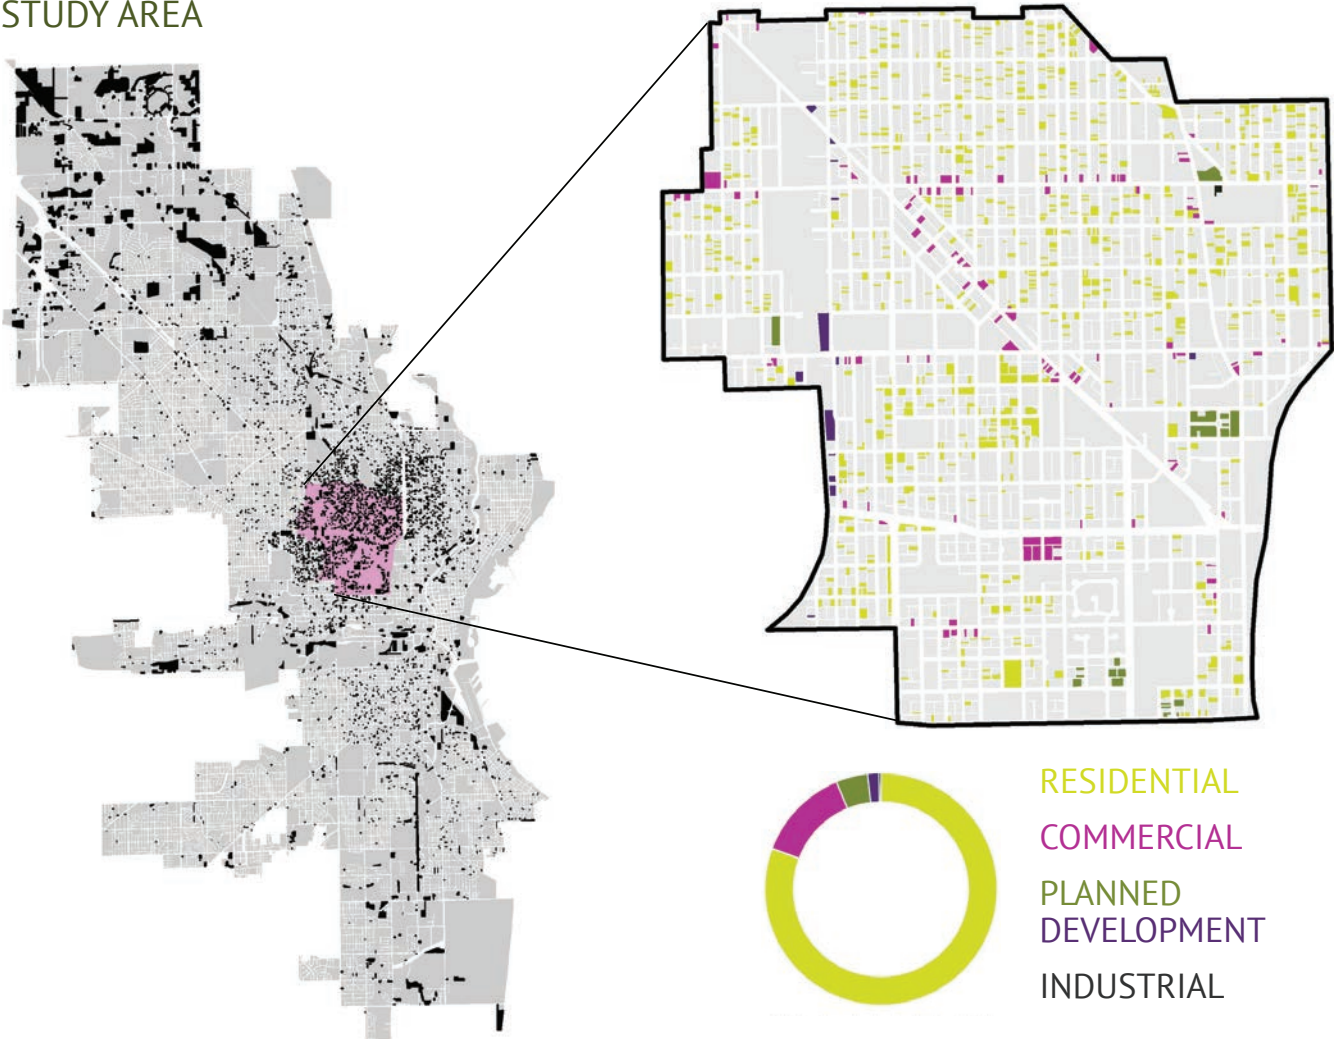 STUDY AREA
RESIDENTIAL
COMMERCIAL
PLANNED
DEVELOPMENT
INDUSTRIAL